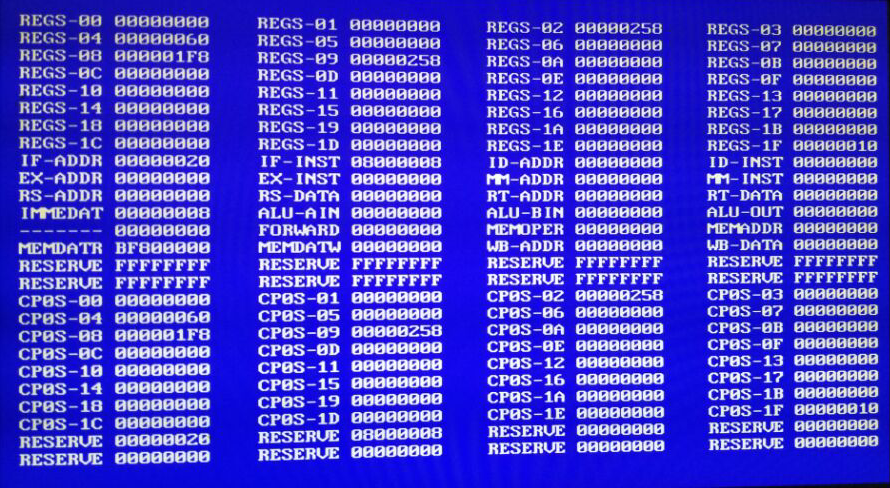 REGS-00 00000000 REGS-01 00000000 REGS-02 00000258 REGS-03 00000000
REGS-04 00000060 REGS-05 00000000 REGS-06 00000000 REGS-07 00000000
REGS-08 000001F8 REGS-09 00000258 REGS-0A 00000000 REGS-0B 00000000
REGS-0C 00000000 REGS-0D 00000000 REGS-0E 00000000 REGS-0F 00000000
REGS-10 00000000 REGS-11 00000000 REGS-12 00000000 REGS-13 00000000
REGS-14 00000000 REGS-15 00000000 REGS-16 00000000 REGS-17 00000000
REGS-18 00000000 REGS-19 00000000 REGS-1A 00000000 REGS-1B 00000000
REGS-1C 00000000 REGS-1D 00000000 REGS-1E 00000000 REGS-1F 00000010
IF-ADDR 00000020 IF-INST 08000008 ID-ADDR 00000000 ID-INST 00000000
EX-ADDR 00000000 EX-INST 00000000 MM-ADDR 00000000 MM-INST 00000000
RS-ADDR 00000000 RS-DATA 00000000 RT-ADDR 00000000 RT-DATA 00000000
IMMEDAT 00000008 ALU-AIN 00000000 ALU-BIN 00000000 ALU-OUT 00000000
------- 00000000 FORWARD 00000000 MEMOPER 00000000 MEMADDR 00000000
MEMDATR BF800000 MEMDATW 00000000 WB-ADDR 00000000 WB-DATA 00000000
RESERVE FFFFFFFF RESERVE FFFFFFFF RESERVE FFFFFFFF RESERVE FFFFFFFF
RESERVE FFFFFFFF RESERVE FFFFFFFF RESERVE FFFFFFFF RESERVE FFFFFFFF
CP0S-00 00000000 CP0S-01 00000000 CP0S-02 00000258 CP0S-03 00000000
CP0S-04 00000060 CP0S-05 00000000 CP0S-06 00000000 CP0S-07 00000000
CP0S-08 000001F8 CP0S-09 00000258 CP0S-0A 00000000 CP0S-0B 00000000
CP0S-0C 00000000 CP0S-0D 00000000 CP0S-0E 00000000 CP0S-0F 00000000
CP0S-10 00000000 CP0S-11 00000000 CP0S-12 00000000 CP0S-13 00000000
CP0S-14 00000000 CP0S-15 00000000 CP0S-16 00000000 CP0S-17 00000000
CP0S-18 00000000 CP0S-19 00000000 CP0S-1A 00000000 CP0S-1B 00000000
CP0S-1C 00000000 CP0S-1D 00000000 CP0S-1E 00000000 CP0S-1F 00000010
RESERVE 00000020 RESERVE 08000008 RESERVE 00000000 RESERVE 00000000
RESERVE 00000000 RESERVE 00000000 RESERVE 00000000 RESERVE 00000000